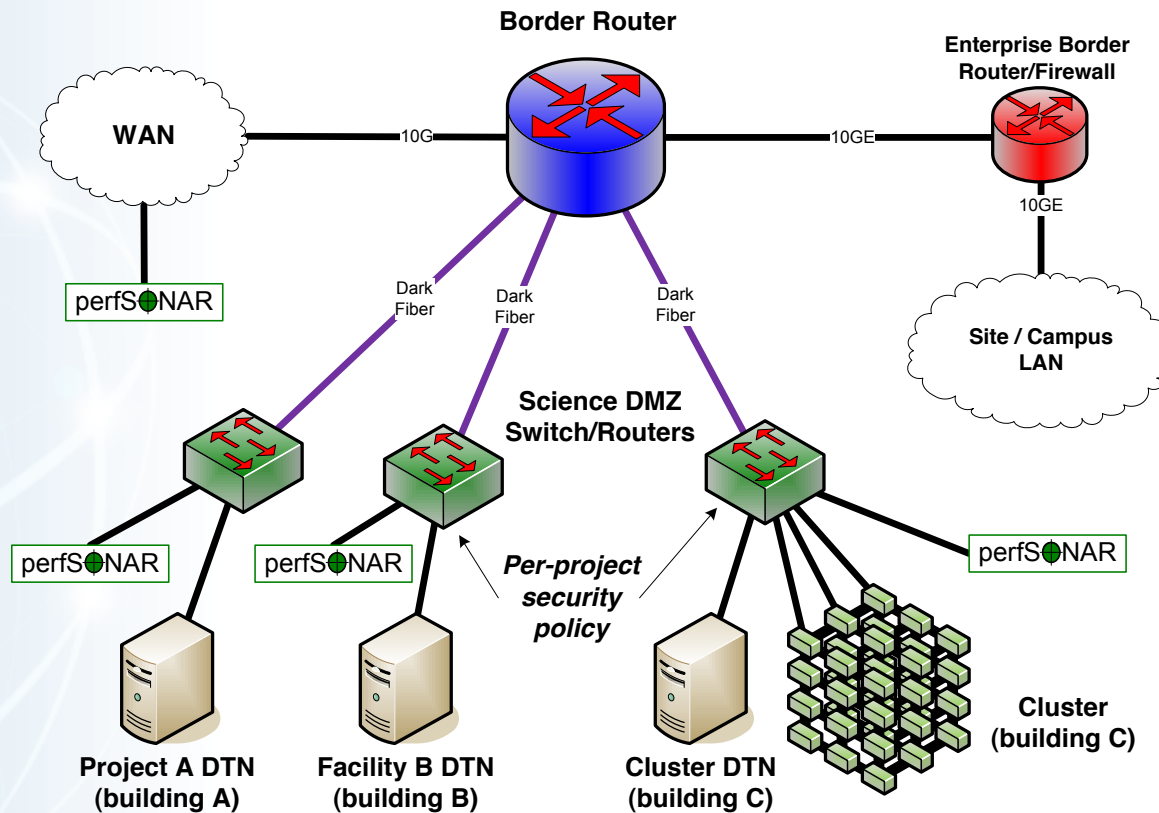 Border Router
Enterprise Border
Router/Firewall
WAN
10G
10GE
10GE
perfSONAR
Dark
Fiber
Dark
Fiber
Dark
Fiber
Site / Campus
LAN
Science DMZ
Switch/Routers
perfSONAR
perfSONAR
perfSONAR
Per-project
security
policy
Project A DTN
(building A)
Facility B DTN
(building B)
Cluster DTN
(building C)
Cluster
(building C)